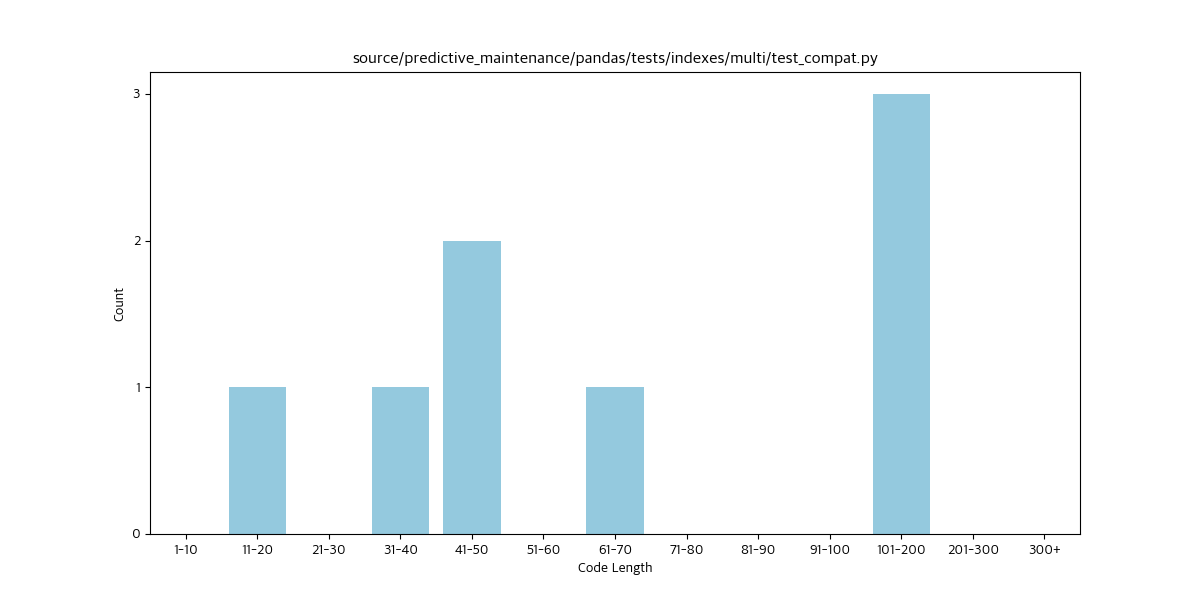 source/predictive_maintenance/pandas/tests/indexes/multi/test_compat.py
3
2
1
0
Count
1-10 11-20 21-30 31-40 41-50 51-60 61-70 71-80 81-90 91-100 101-200 201-300 300+
Code Length